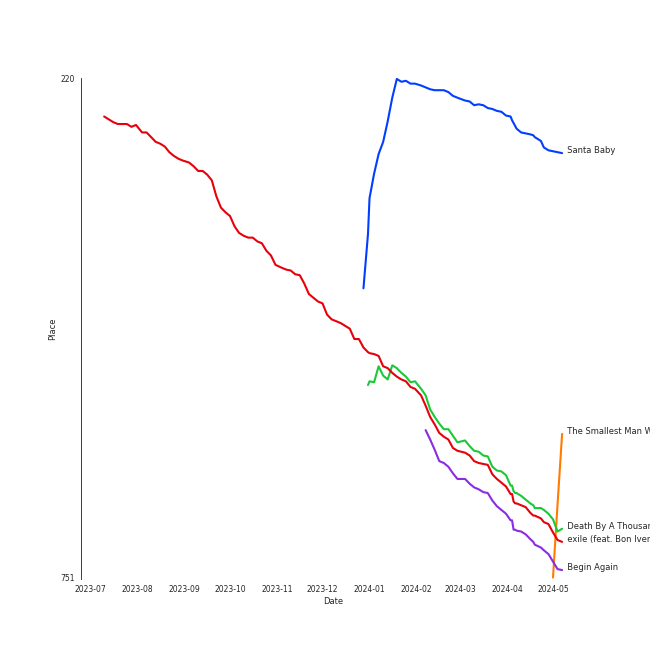 220
Santa Baby
Place
The Smallest Man
Death By A
exile (feat. Bon Iver
Begin Again
751
2023-07 2023-08 2023-09 2023-10 2023-11 2023-12 2024-01 2024-02 2024-03 2024-04 2024-05
Date